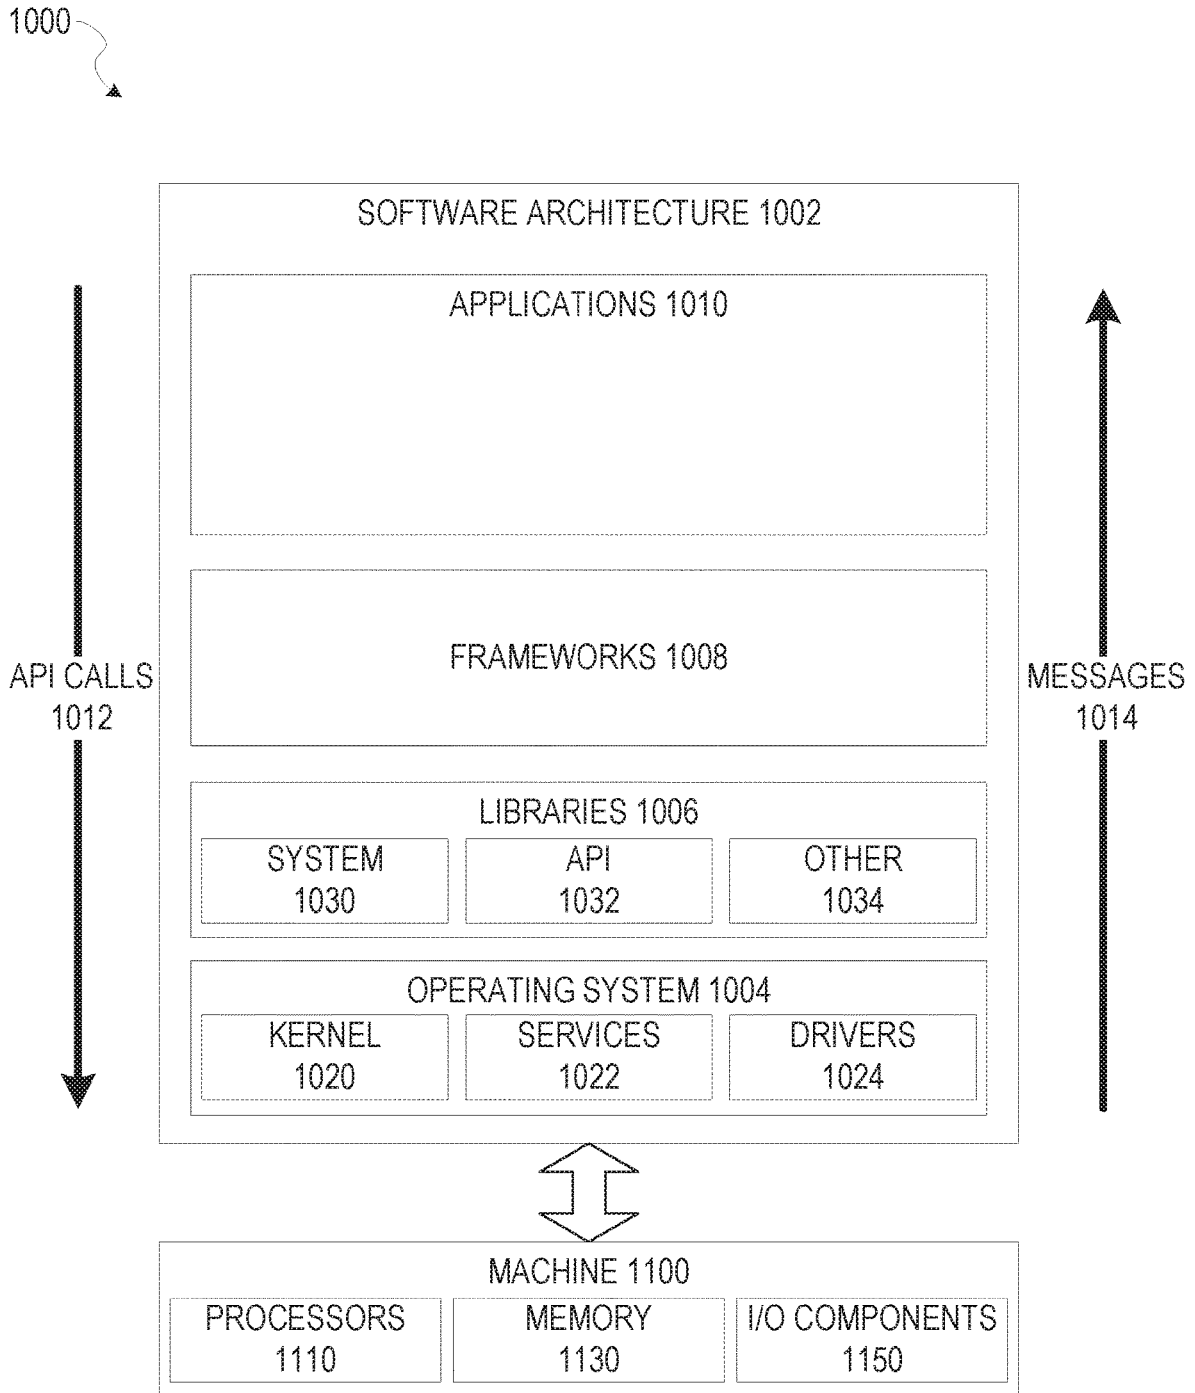 1000
SOFTWARE ARCHITECTURE 1002
APPLICATIONS 1010
FRAMEWORKS 1008
API CALLS
1012
MESSAGES
1014
LIBRARIES 1006
SYSTEM
1030
API
1032
OTHER
1034
OPERATING SYSTEM 1004
KERNEL
1020
SERVICES
1022
DRIVERS
1024
MACHINE 1100
PROCESSORS
1110
MEMORY
1130
I/O COMPONENTS
1150